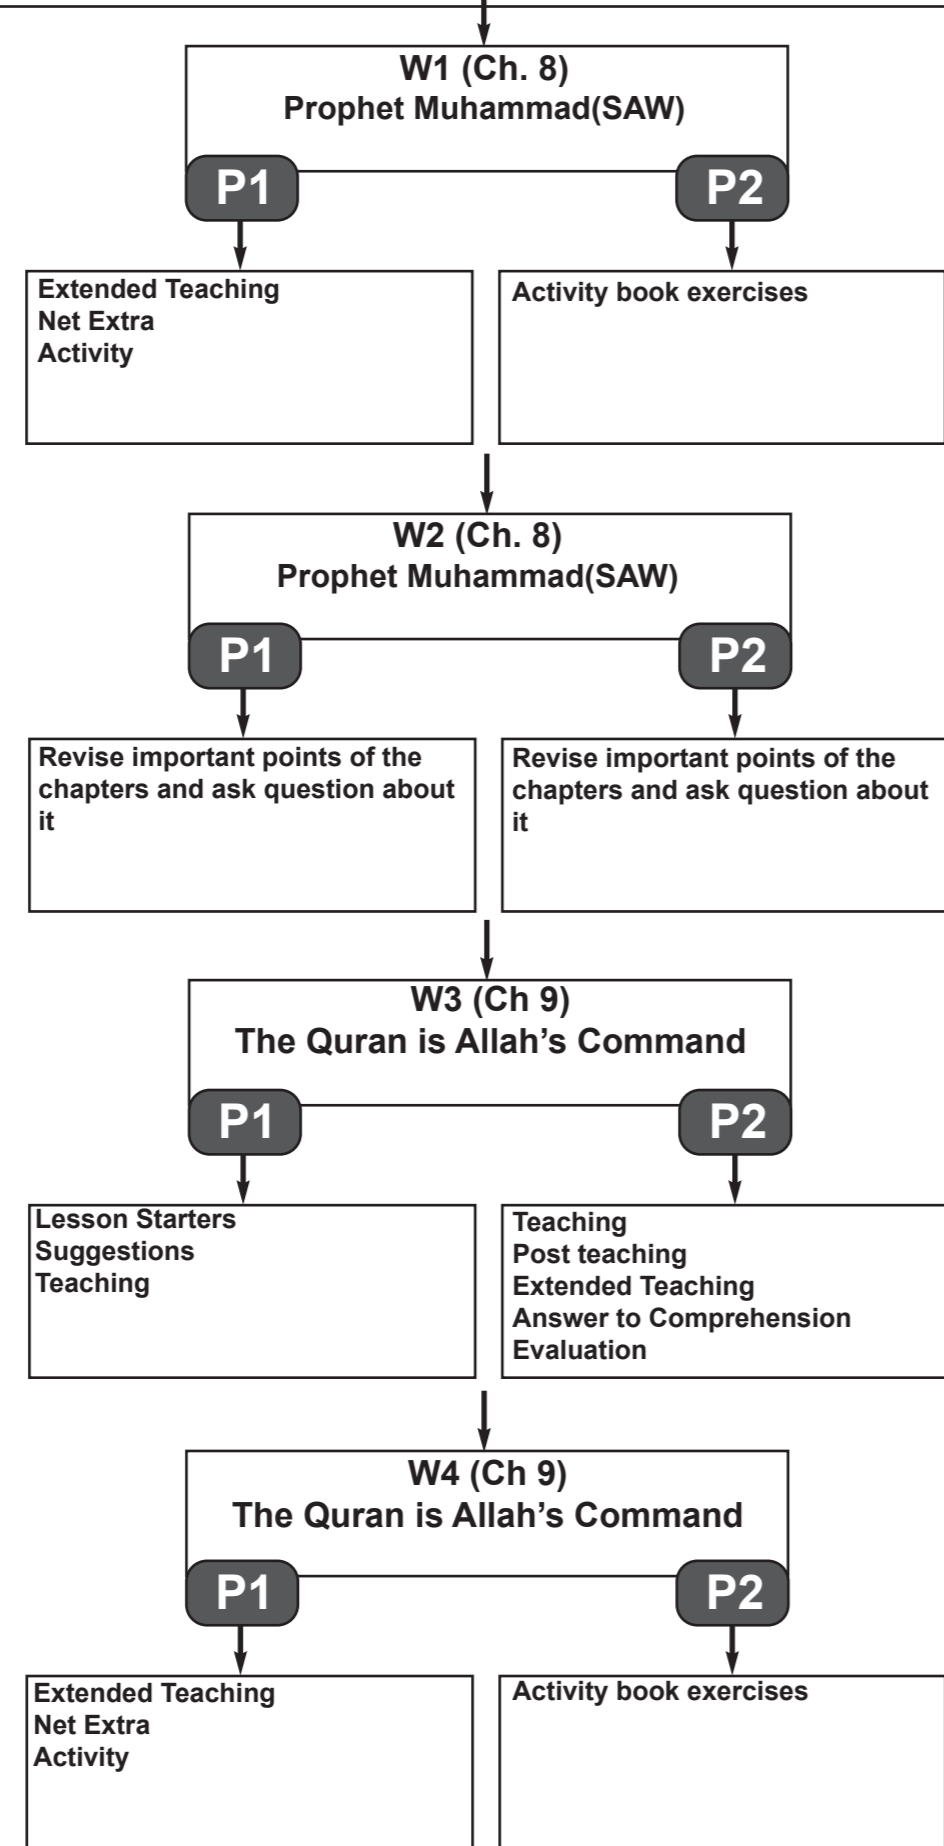 W1 (Ch. 8)
Prophet Muhammad(SAW)
P1
P2
Extended Teaching
Net Extra
Activity
Activity book exercises
W2 (Ch. 8)
Prophet Muhammad(SAW)
P1
P2
Revise important points of the
chapters and ask question about
it
Revise important points of the
chapters and ask question about
it
W3 (Ch 9)
The Quran is Allah’s Command
P1
P2
Lesson Starters
Suggestions
Teaching
Teaching
Post teaching
Extended Teaching
Answer to Comprehension
Evaluation
W4 (Ch 9)
The Quran is Allah’s Command
P1
P2
Extended Teaching
Net Extra
Activity
Activity book exercises